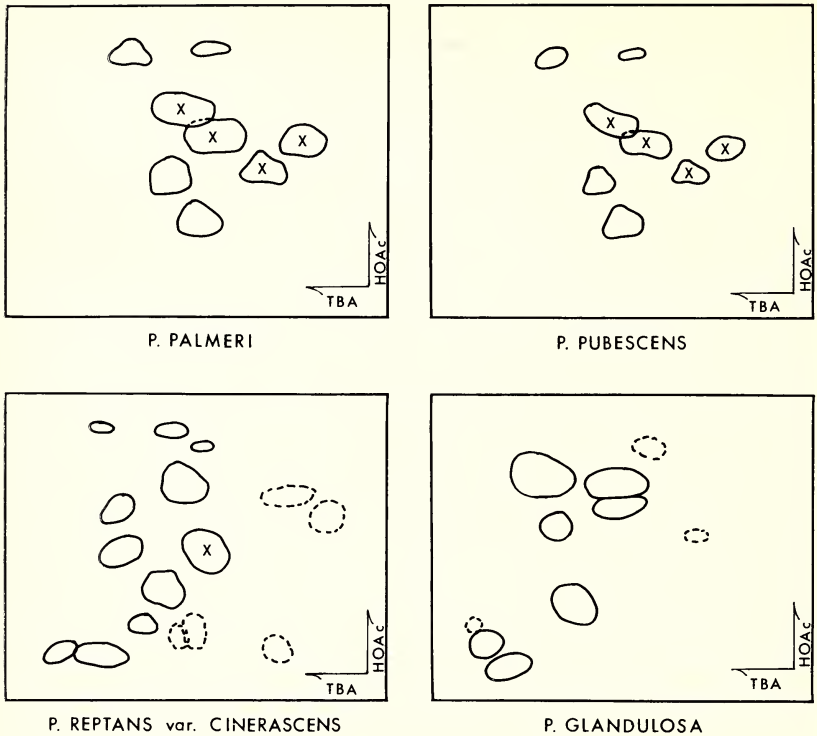 X
X
X
X
HOAc
TBA
P. PALMERI
X
X
X
X
HOAc
TBA
P. PUBESCENS
X
HOAc
TBA
P. REPTANS var. CINERASCENS
HOAc
TBA
P. GLANDULOSA